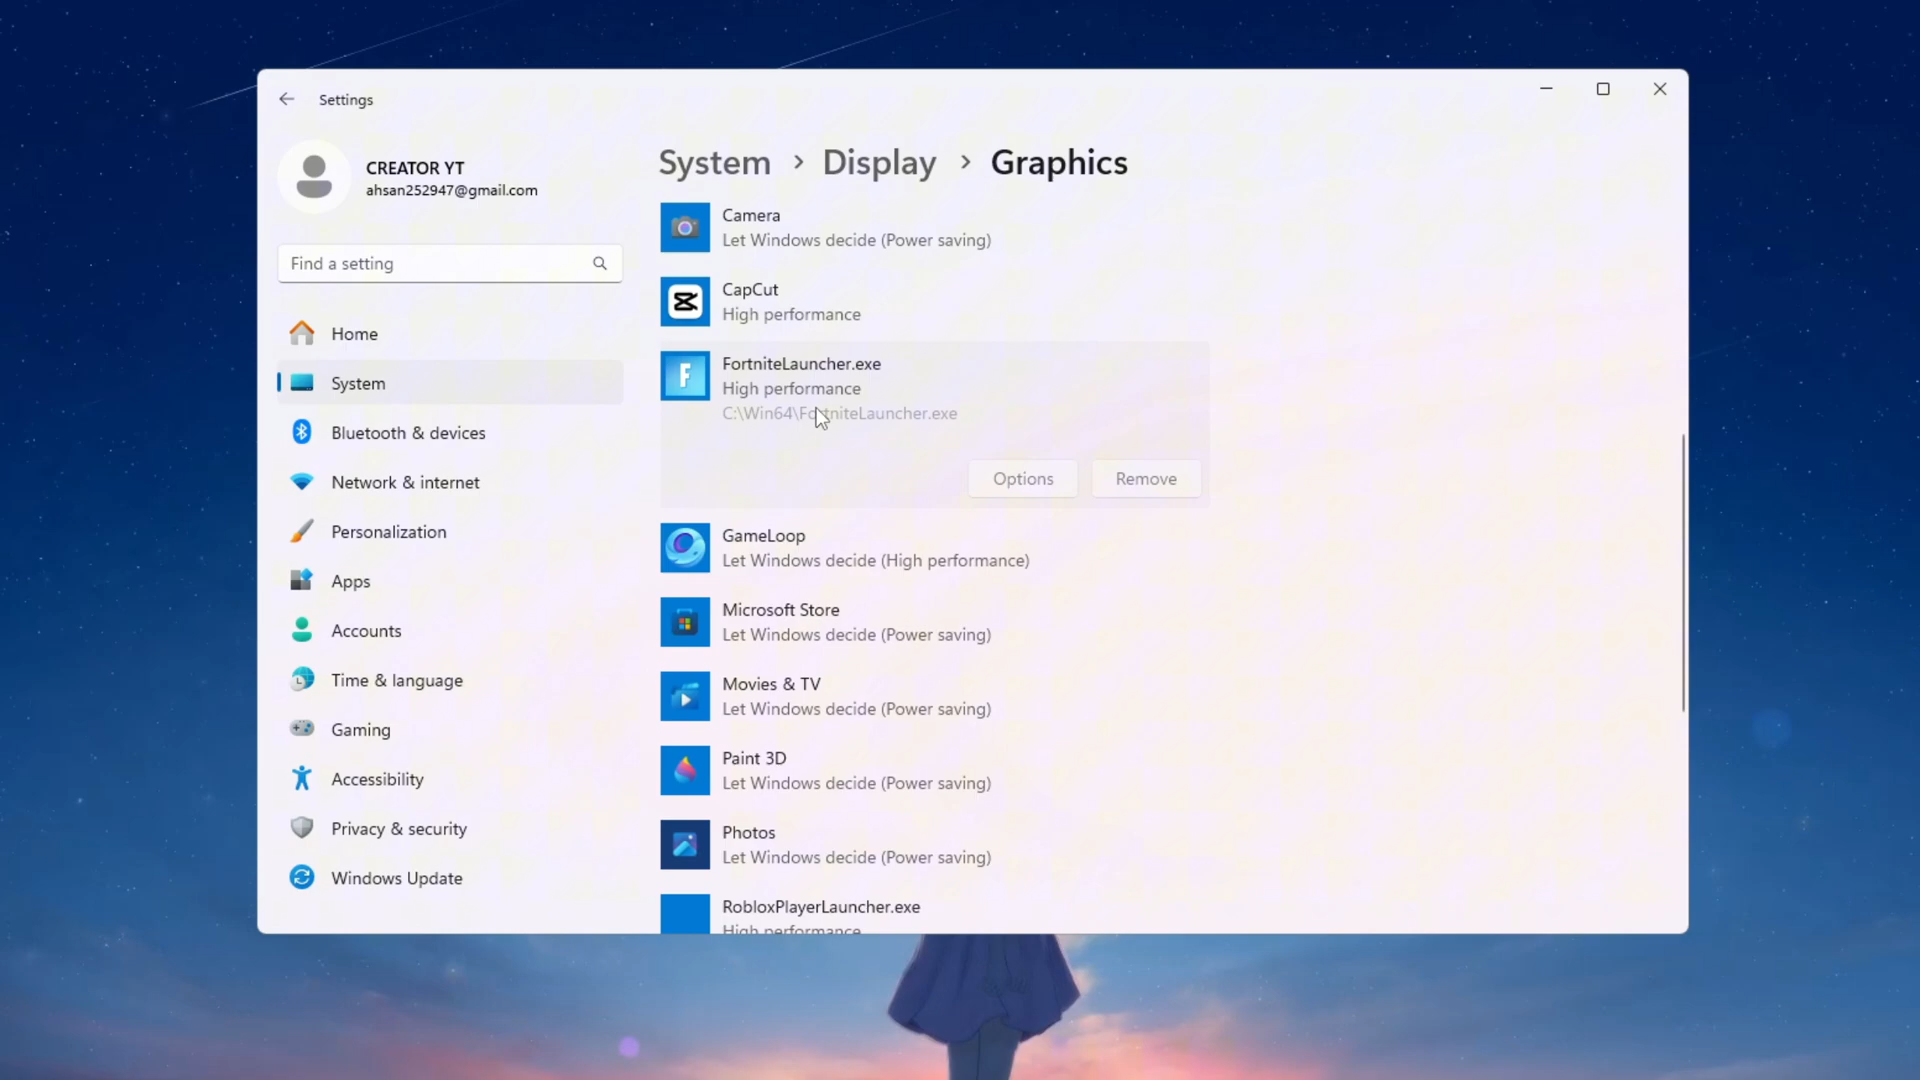 Settings
CREATOR YT
ahsan252947@gmail.com
Find a setting
Home
System
Bluetooth & devices
Network & internet
Personalization
Apps
Accounts
Time & language
Gaming
Accessibility
Privacy & security
Windows Update
System > Display > Graphics
Camera
Let Windows decide (Power saving)
CapCut
High performance
FortniteLauncher.exe
High performance
C:\Win64\FortniteLauncher.exe
Options Remove
GameLoop
Let Windows decide (High performance)
Microsoft Store
Let Windows decide (Power saving)
Movies & TV
Let Windows decide (Power saving)
Paint 3D
Let Windows decide (Power saving)
Photos
Let Windows decide (Power saving)
RobloxPlayerLauncher.exe
High performance